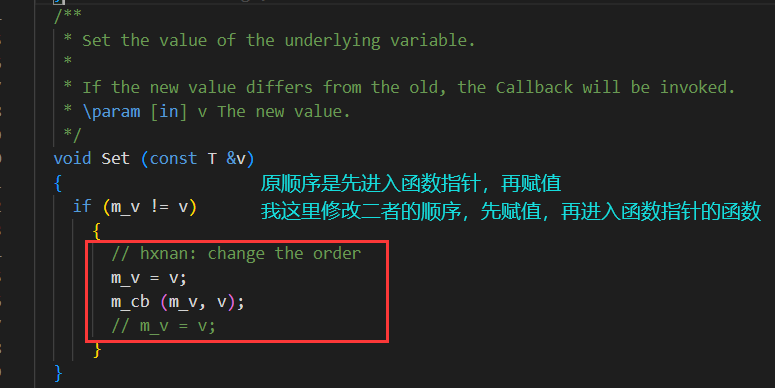 /**
* Set the value of the underlying variable.
*
* If the new value differs from the old, the Callback will be invoked.
* \param [in] v The new value.
*/
void Set (const T &v)
{ 原顺序是先进入函数指针，再赋值
if (m_v != v) 我这里修改二者的顺序，先赋值，再进入函数指针的函数
{
// hxnan: change the order
m_v = v;
m_cb (m_v, v);
// m_v = v;
}
}